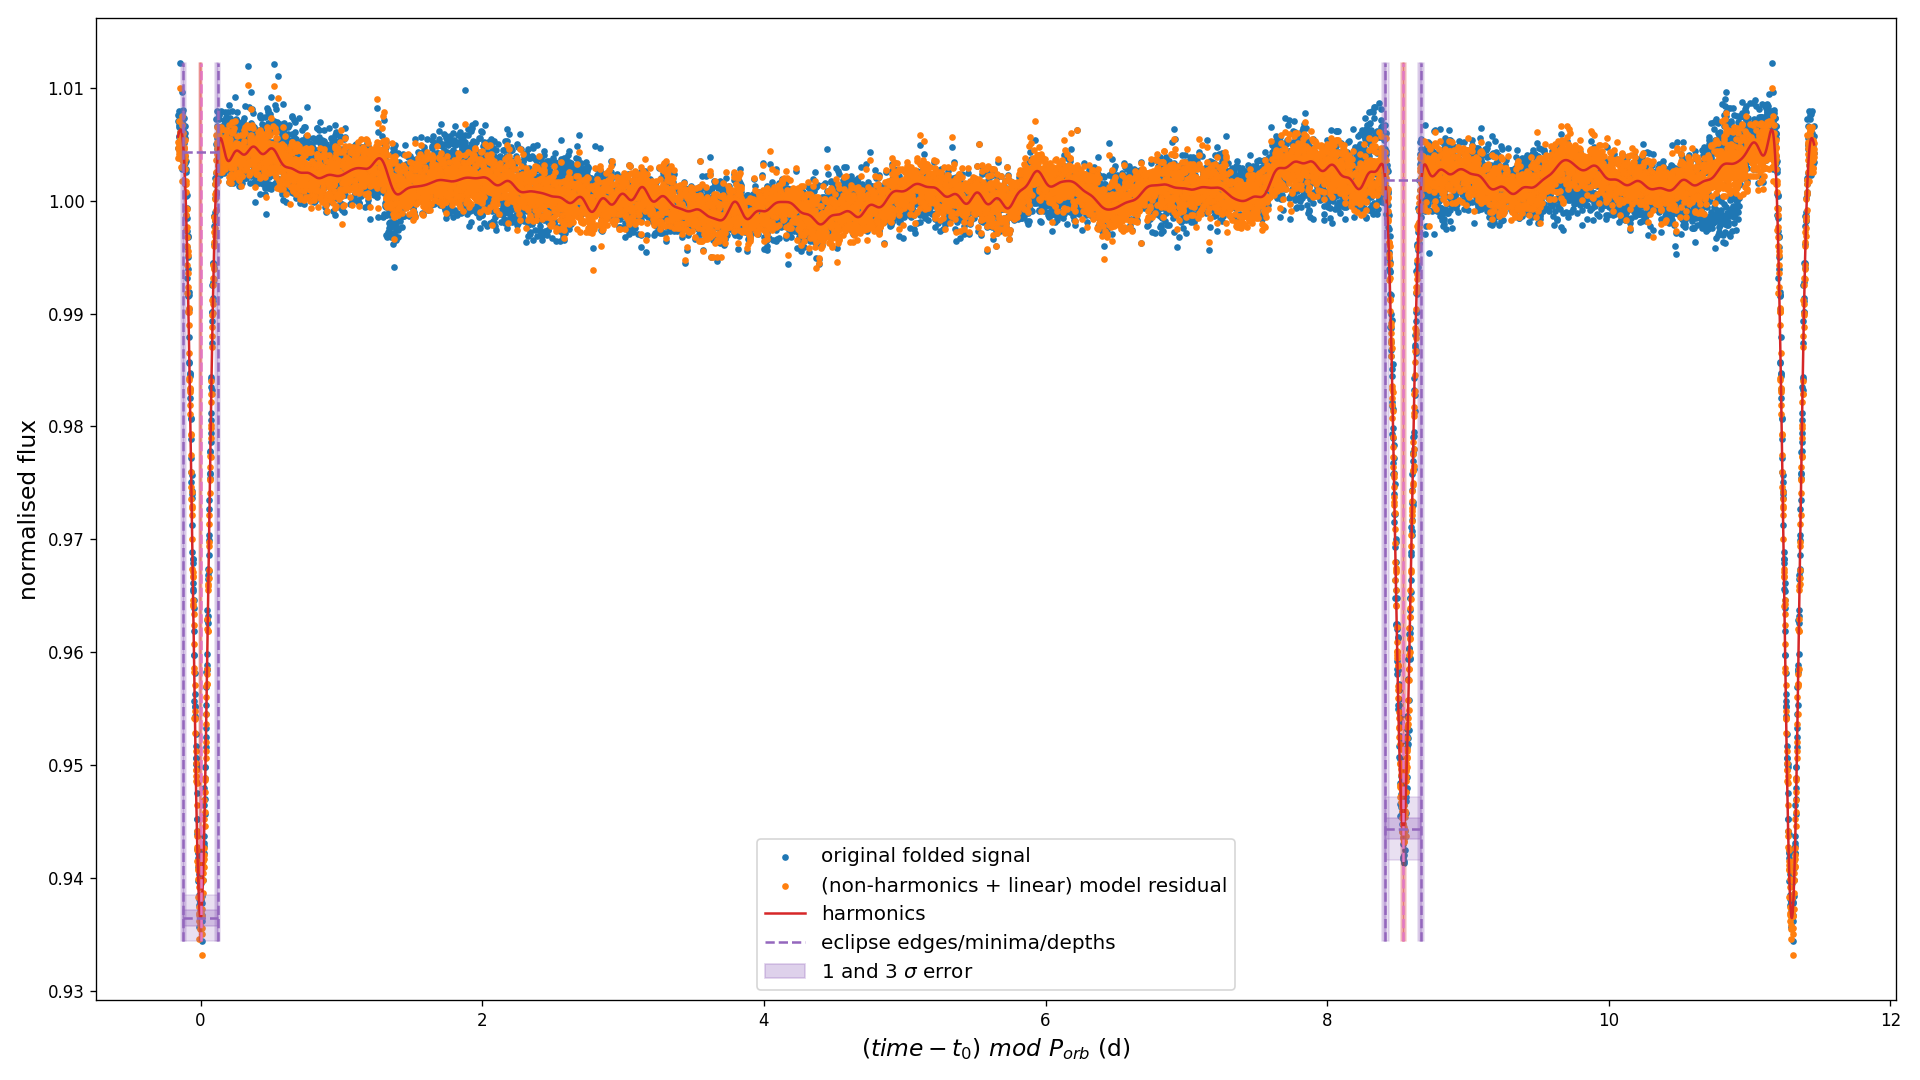 normalised flux
1.01
1.00
0.99
0.98
0.97
0.96
0.95
0.94
0.93
original folded signal
(non-harmonics + linear) model residual
harmonics
eclipse edges/minima/depths
1 and 3 σ error
0 2 4 6 8 10 12
(time − t₀) mod P_orb (d)